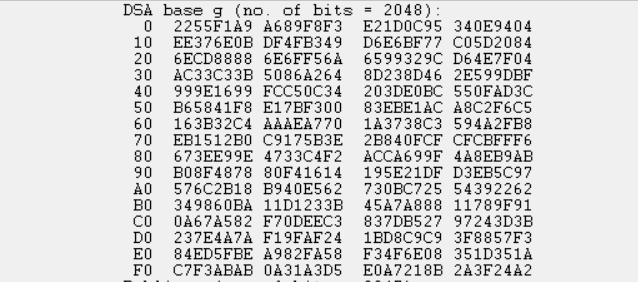 DSA base g (no. of bits = 2048):
0 2255F1A9 A689F8F3 E21D0C95 340E9404
10 EE376E0B DF4FB349 D6E6BF77 C05D2084
20 6ECD8888 6E6FF56A 6599329C D64E7F04
30 AC33C33B 5086A264 8D238D46 2E599DBF
40 999E1699 FCC50C34 203DE0BC 550FAD3C
50 B65841F8 E17BF300 83EBE1AC A8C2F6C5
60 163B32C4 AAAEA770 1A3738C3 594A2FB8
70 EB1512B0 C9175B3E 2B840FCF CFCBFFF6
80 673EE99E 4733C4F2 ACCA699F 4A8EB9AB
90 B08F4878 80F41614 195E21DF D3EB5C97
A0 576C2B18 B940E562 730BC725 54392262
B0 349860BA 11D1233B 45A7A888 11789F91
C0 0A67A582 F70DEEC3 837DB527 97243D3B
D0 237E4A7A F19FAF24 1BD8C9C9 3F8857F3
E0 84ED5FBE A982FA58 F34F6E08 351D351A
F0 C7F3ABAB 0A31A3D5 E0A7218B 2A3F24A2